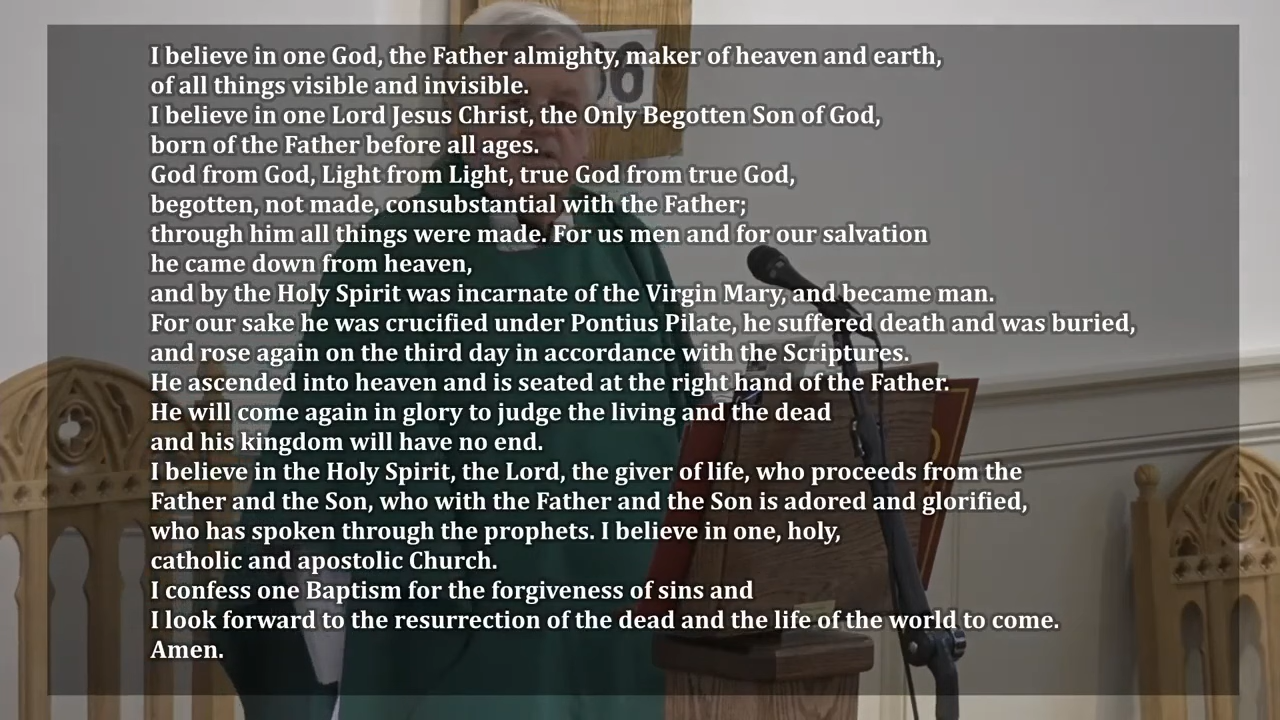 I believe in one God, the Father almighty, maker of heaven and earth,
of all things visible and invisible.
I believe in one Lord Jesus Christ, the Only Begotten Son of God,
born of the Father before all ages.
God from God, Light from Light, true God from true God,
begotten, not made, consubstantial with the Father;
through him all things were made. For us men and for our salvation
he came down from heaven,
and by the Holy Spirit was incarnate of the Virgin Mary, and became man.
For our sake he was crucified under Pontius Pilate, he suffered death and was buried,
and rose again on the third day in accordance with the Scriptures.
He ascended into heaven and is seated at the right hand of the Father.
He will come again in glory to judge the living and the dead
and his kingdom will have no end.
I believe in the Holy Spirit, the Lord, the giver of life, who proceeds from the
Father and the Son, who with the Father and the Son is adored and glorified,
who has spoken through the prophets. I believe in one, holy,
catholic and apostolic Church.
I confess one Baptism for the forgiveness of sins and
I look forward to the resurrection of the dead and the life of the world to come.
Amen.